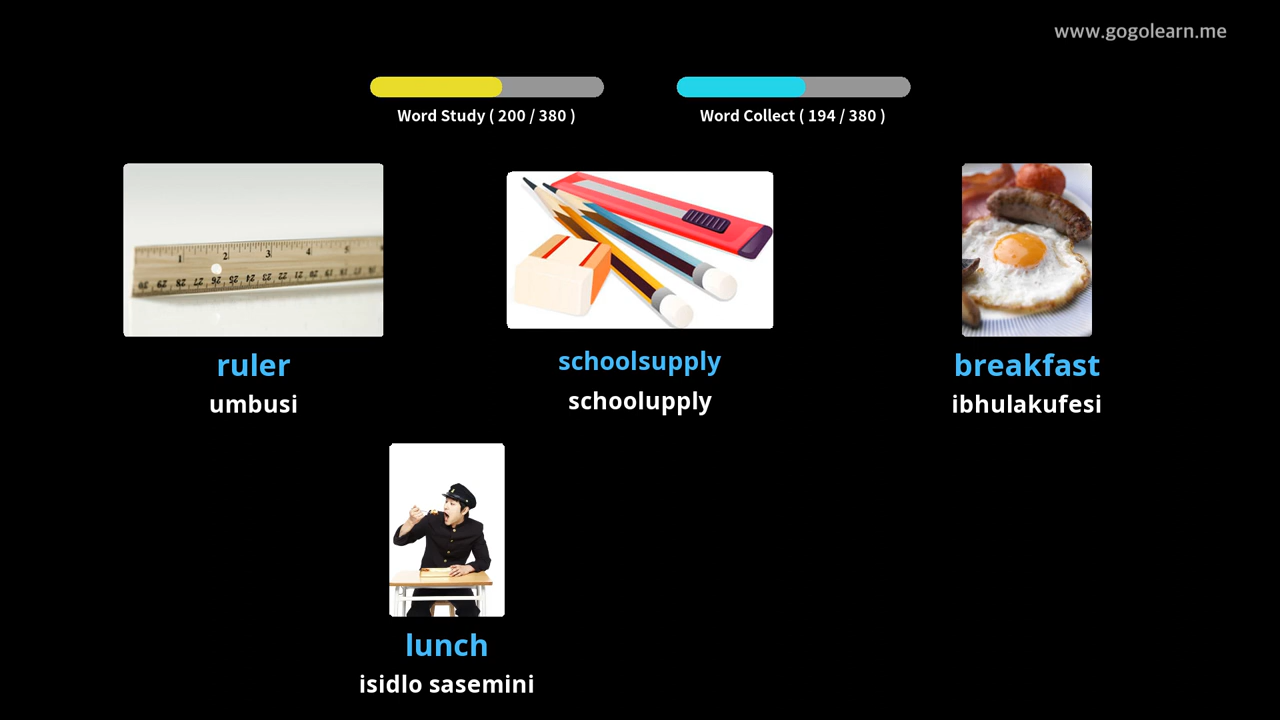 www.gogolearn.me
Word Study ( 200 / 380 )
Word Collect ( 194 / 380 )
ruler
umbusi
schoolsupply
schoolupply
breakfast
ibhulakufesi
lunch
isidlo sasemini